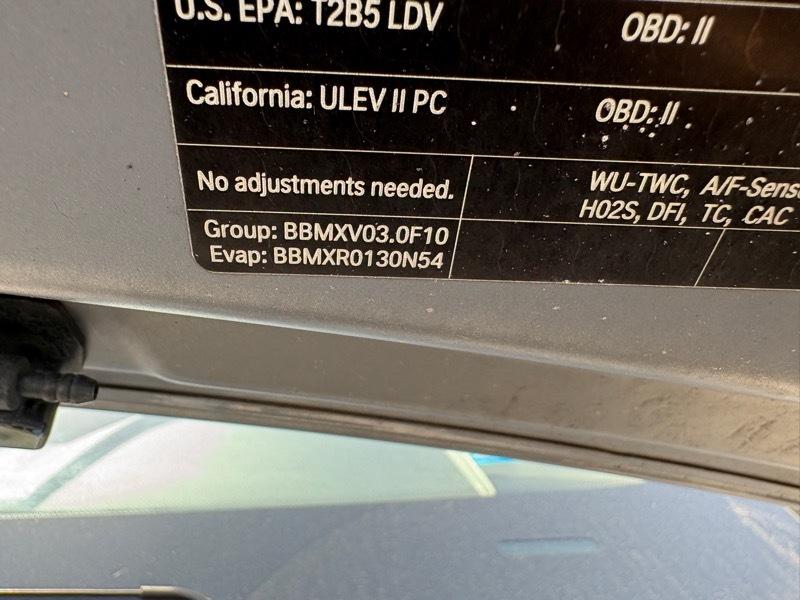 U.S. EPA: T2B5 LDV OBD: II
California: ULEV II PC OBD: II
No adjustments needed. WU-TWC, A/F-Sens
HO2S, DFI, TC, CAC
Group: BBMXV03.0F10
Evap: BBMXR0130N54